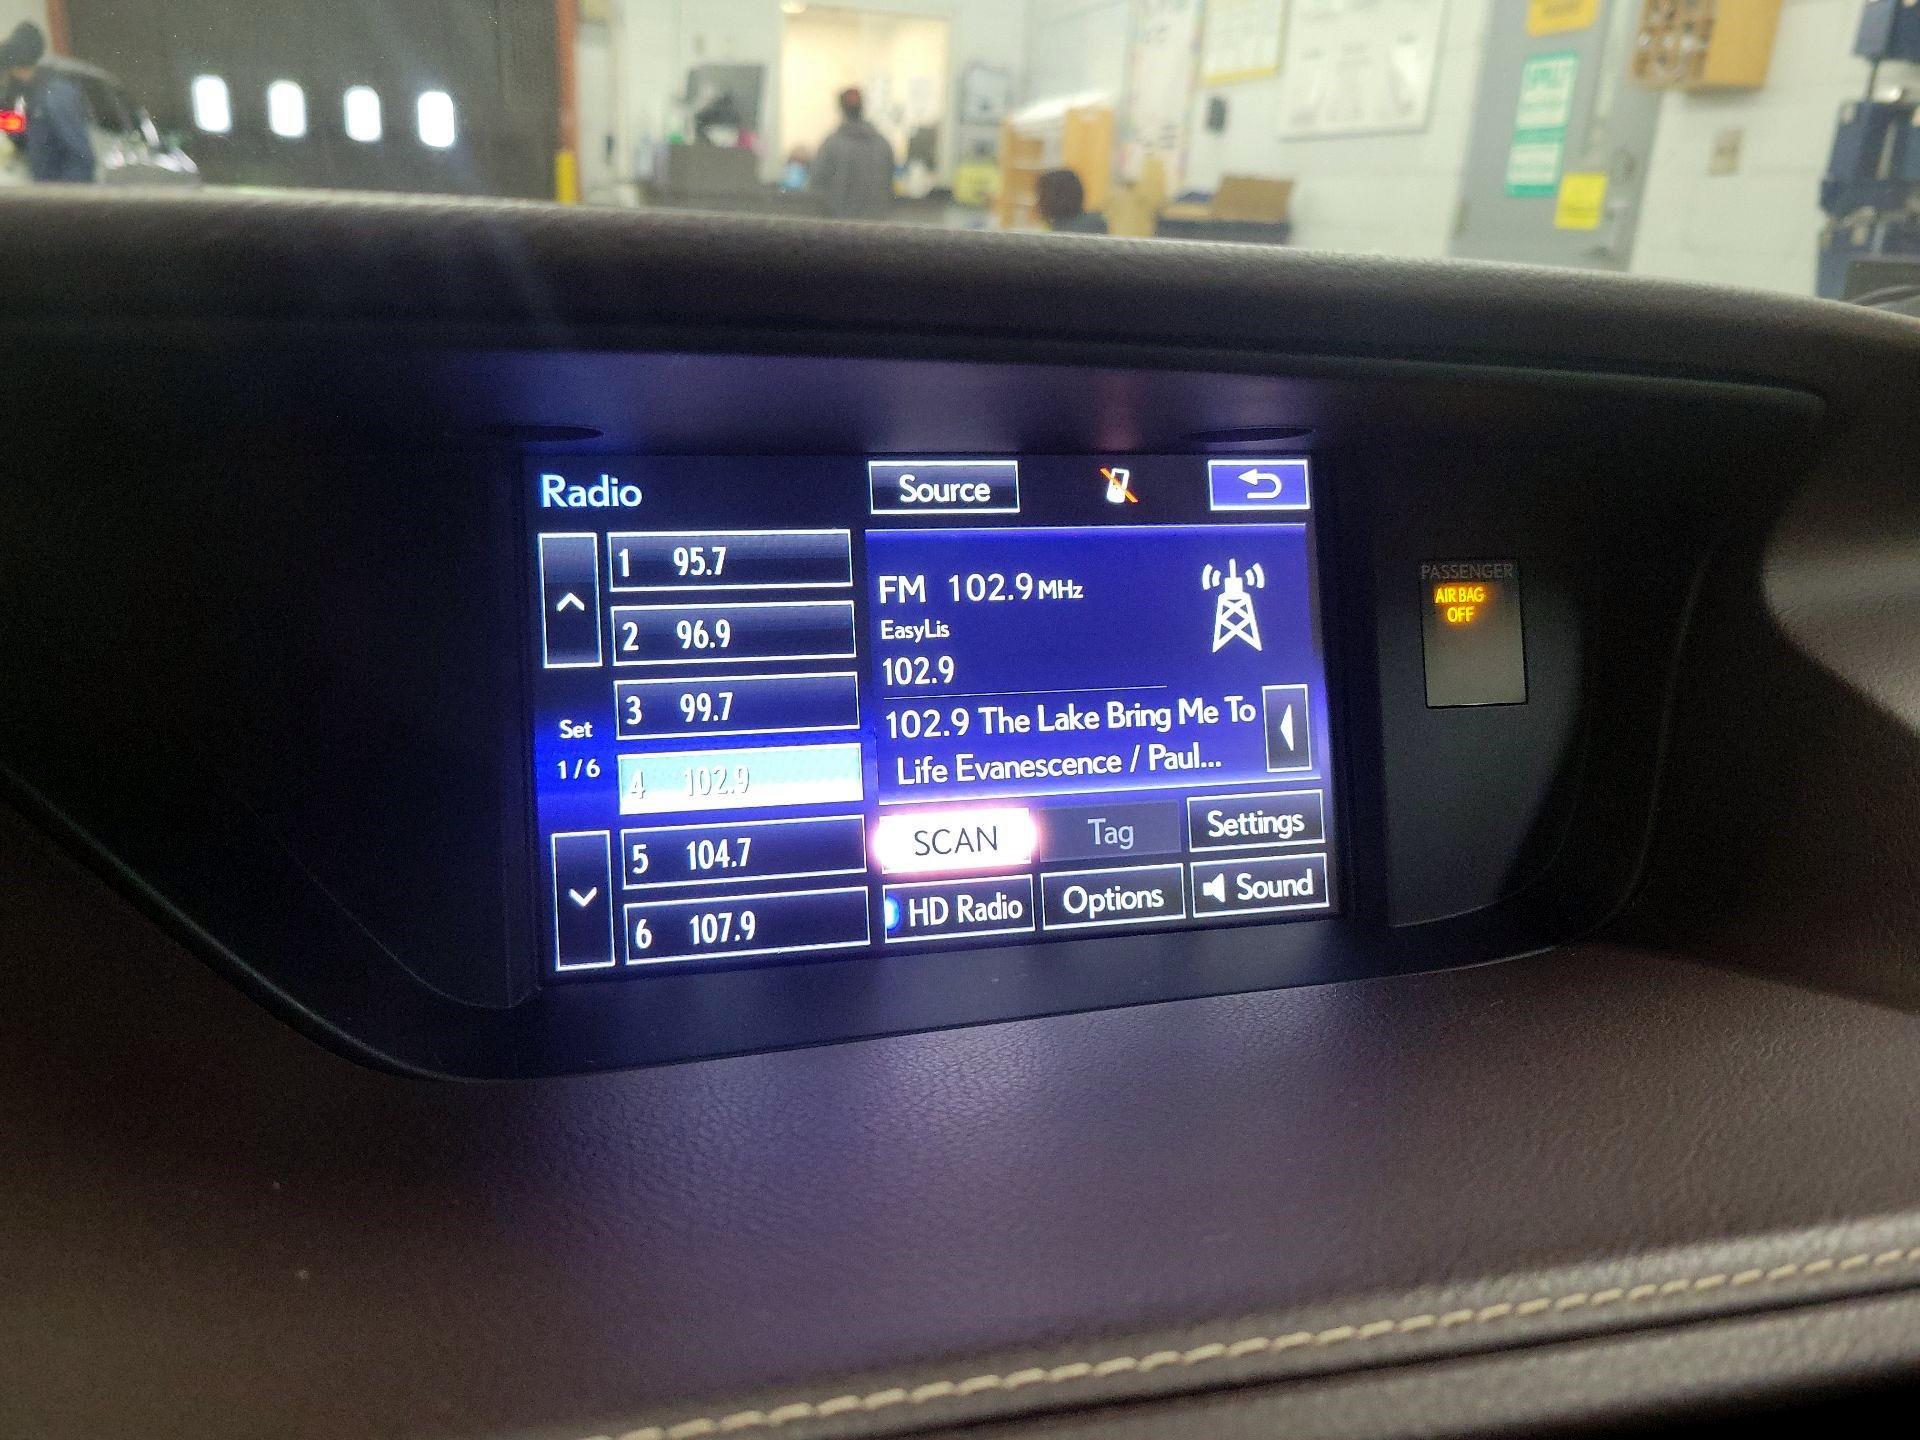 Radio
Source
1 95.7
2 96.9
3 99.7
4 102.9
5 104.7
6 107.9
Set
1/6
FM 102.9 MHz
EasyLis
102.9
102.9 The Lake Bring Me To
Life Evanescence / Paul...
SCAN
Tag
Settings
HD Radio
Options
Sound
PASSENGER
AIR BAG
OFF